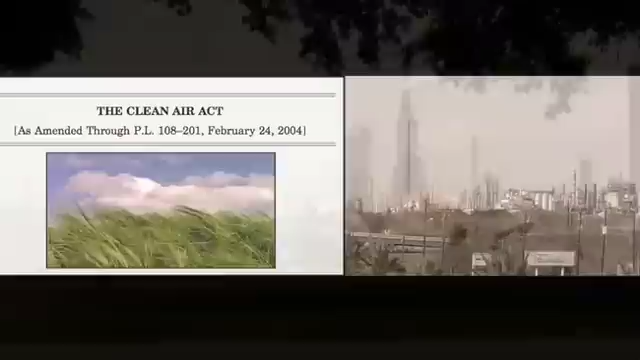 THE CLEAN AIR ACT
[As Amended Through P.L. 108–201, February 24, 2004]